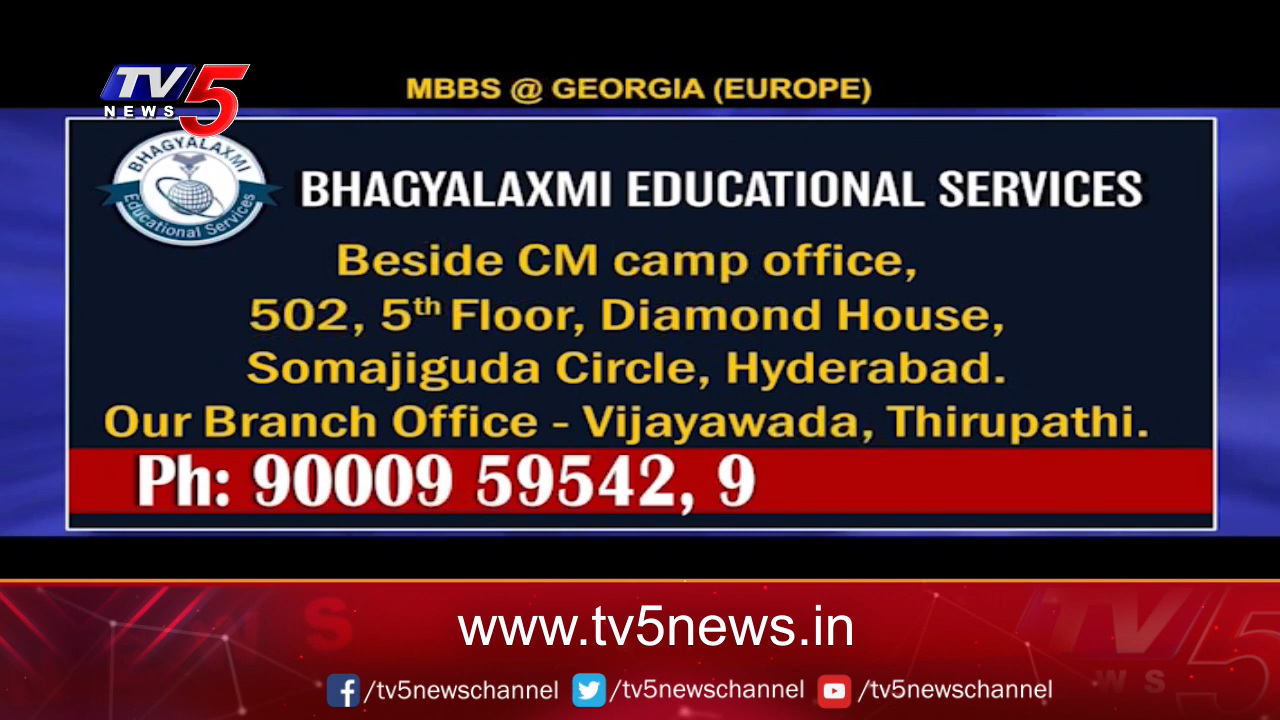 TV5
NEWS
MBBS @ GEORGIA (EUROPE)
BHAGYALAXMI
Educational Services
BHAGYALAXMI EDUCATIONAL SERVICES
Beside CM camp office,
502, 5th Floor, Diamond House,
Somajiguda Circle, Hyderabad.
Our Branch Office - Vijayawada, Thirupathi.
Ph: 90009 59542, 9
www.tv5news.in
/tv5newschannel /tv5newschannel /tv5newschannel